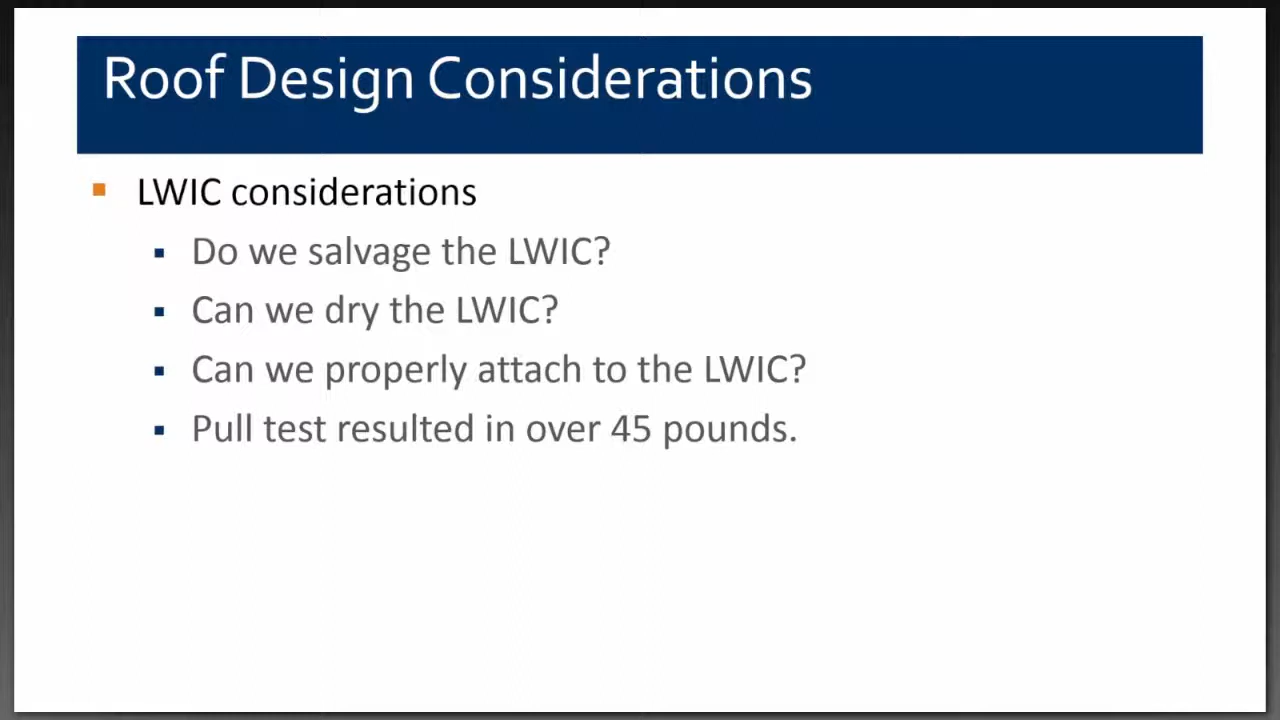 Roof Design Considerations
LWIC considerations
Do we salvage the LWIC?
Can we dry the LWIC?
Can we properly attach to the LWIC?
Pull test resulted in over 45 pounds.